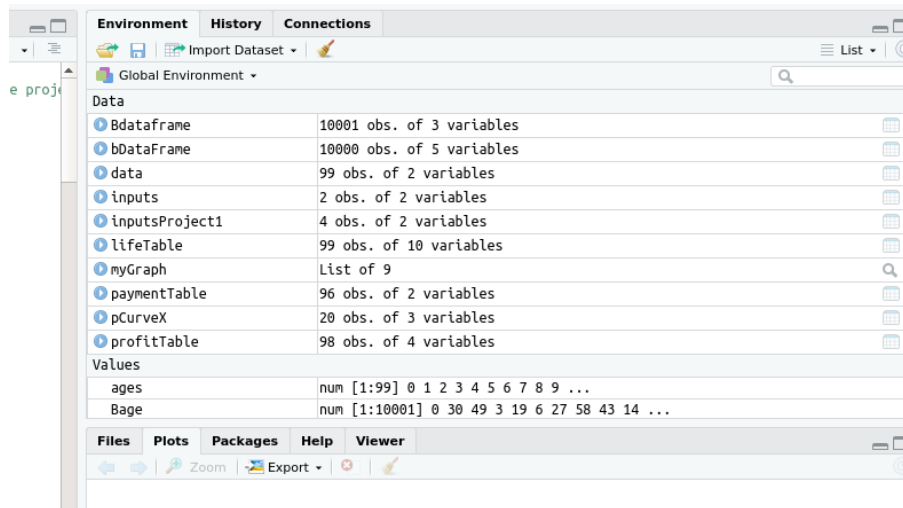 Environment History Connections
Import Dataset List
Global Environment
e proje
Data
Bdataframe 10001 obs. of 3 variables
bDataFrame 10000 obs. of 5 variables
data 99 obs. of 2 variables
inputs 2 obs. of 2 variables
inputsProject1 4 obs. of 2 variables
lifeTable 99 obs. of 10 variables
myGraph List of 9
paymentTable 96 obs. of 2 variables
pCurveX 20 obs. of 3 variables
profitTable 98 obs. of 4 variables
Values
ages num [1:99] 0 1 2 3 4 5 6 7 8 9 ...
Bage num [1:10001] 0 30 49 3 19 6 27 58 43 14 ...
Files Plots Packages Help Viewer
Zoom Export